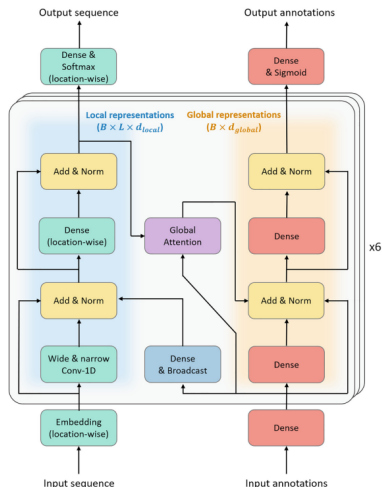 Output sequence
Output annotations
Dense &
Softmax
(location-wise)
Dense
& Sigmoid
Local representations
(B × L × d_local)
Global representations
(B × d_global)
Add & Norm
Add & Norm
Dense
(location-wise)
Global
Attention
Dense
x6
Add & Norm
Add & Norm
Wide & narrow
Conv-1D
Dense
& Broadcast
Dense
Embedding
(location-wise)
Dense
Input sequence
Input annotations